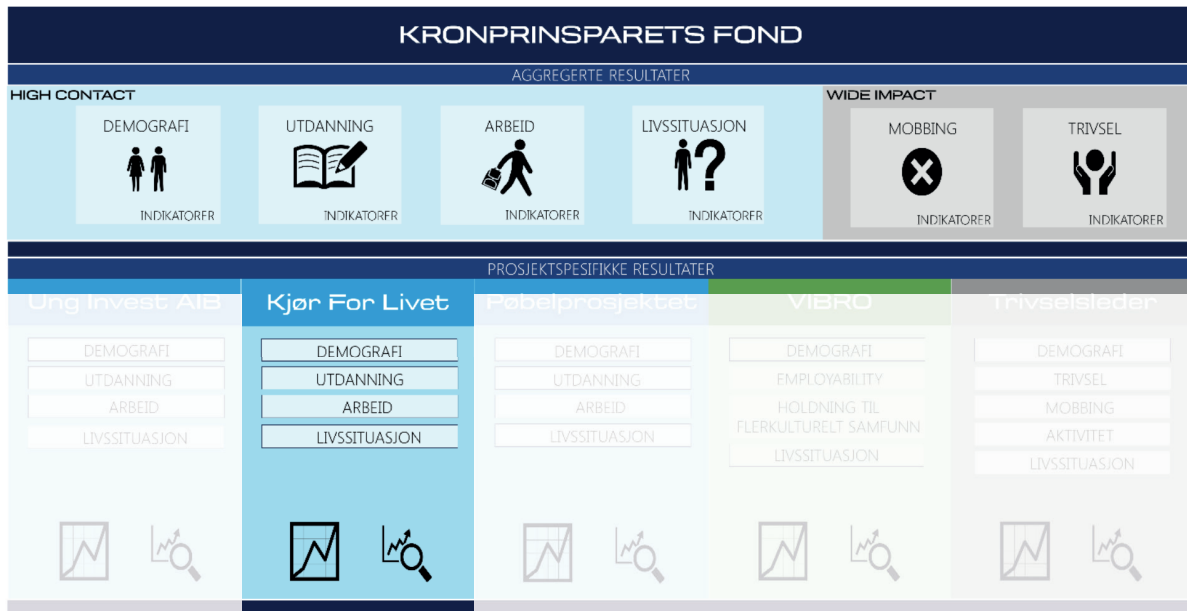 KRONPRINSPARETS FOND
AGGREGERTE RESULTATER
HIGH CONTACT
DEMOGRAFI
INDIKATORER
UTDANNING
INDIKATORER
ARBEID
INDIKATORER
LIVSSITUASJON
?
INDIKATORER
WIDE IMPACT
MOBBING
INDIKATORER
TRIVSEL
INDIKATORER
PROSJEKTSPESIFIKKE RESULTATER
Ung Invest AIB
DEMOGRAFI
UTDANNING
ARBEID
LIVSSITUASJON
Kjør For Livet
DEMOGRAFI
UTDANNING
ARBEID
LIVSSITUASJON
Pøbelprosjektet
DEMOGRAFI
UTDANNING
ARBEID
LIVSSITUASJON
VIBRO
DEMOGRAFI
EMPLOYABILITY
HOLDNING TIL
FLERKULTURELT SAMFUNN
LIVSSITUASJON
Trivselsleder
DEMOGRAFI
TRIVSEL
MOBBING
AKTIVITET
LIVSSITUASJON